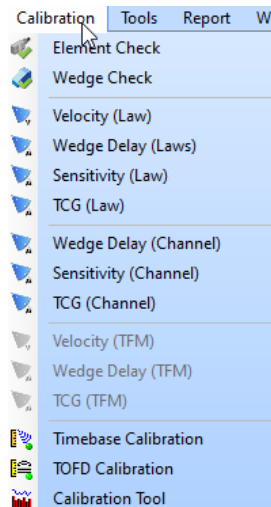 Calibration Tools Report W
Element Check
Wedge Check
Velocity (Law)
Wedge Delay (Laws)
Sensitivity (Law)
TCG (Law)
Wedge Delay (Channel)
Sensitivity (Channel)
TCG (Channel)
Velocity (TFM)
Wedge Delay (TFM)
TCG (TFM)
Timebase Calibration
TOFD Calibration
Calibration Tool